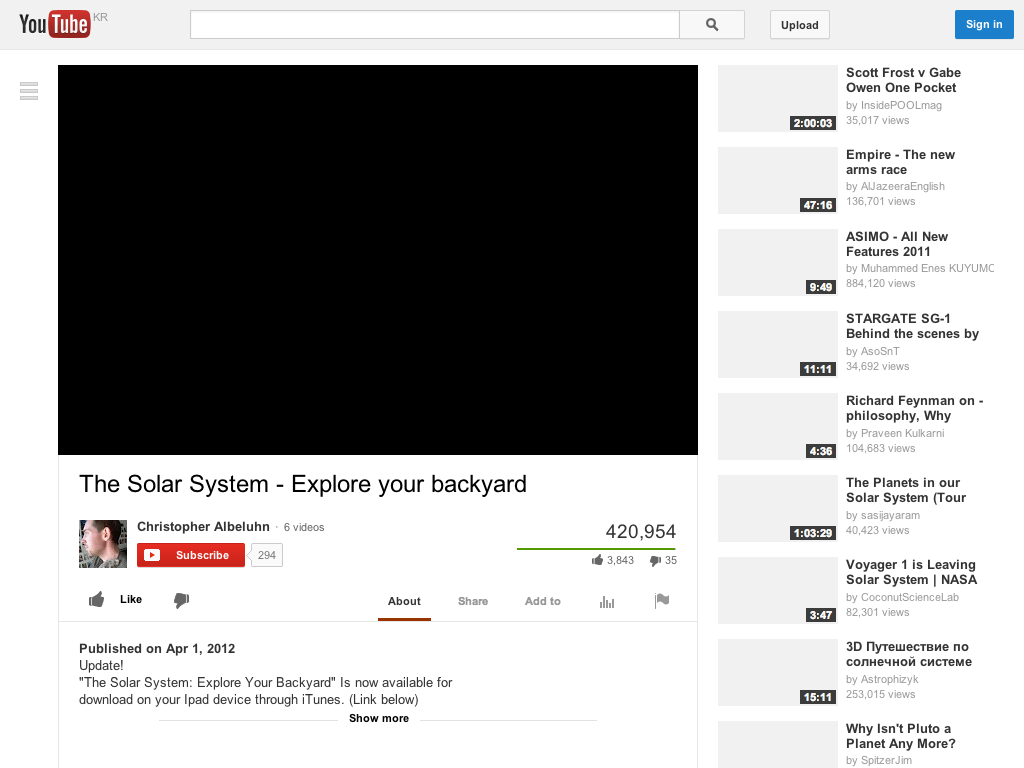 YouTube KR
Upload
Sign in
The Solar System - Explore your backyard
Christopher Albeluhn · 6 videos
Subscribe 294
420,954
3,843 35
Like
About Share Add to
Published on Apr 1, 2012
Update!
"The Solar System: Explore Your Backyard" Is now available for
download on your Ipad device through iTunes. (Link below)
Show more
2:00:03
Scott Frost v Gabe
Owen One Pocket
by InsidePOOLmag
35,017 views
47:16
Empire - The new
arms race
by AlJazeeraEnglish
136,701 views
9:49
ASIMO - All New
Features 2011
by Muhammed Enes KUYUMC
884,120 views
11:11
STARGATE SG-1
Behind the scenes by
by AsoSnT
34,692 views
4:36
Richard Feynman on -
philosophy, Why
by Praveen Kulkarni
104,683 views
1:03:29
The Planets in our
Solar System (Tour
by sasijayaram
40,423 views
3:47
Voyager 1 is Leaving
Solar System | NASA
by CoconutScienceLab
82,301 views
15:11
3D Путешествие по
солнечной системе
by Astrophizyk
253,015 views
Why Isn't Pluto a
Planet Any More?
by SpitzerJim